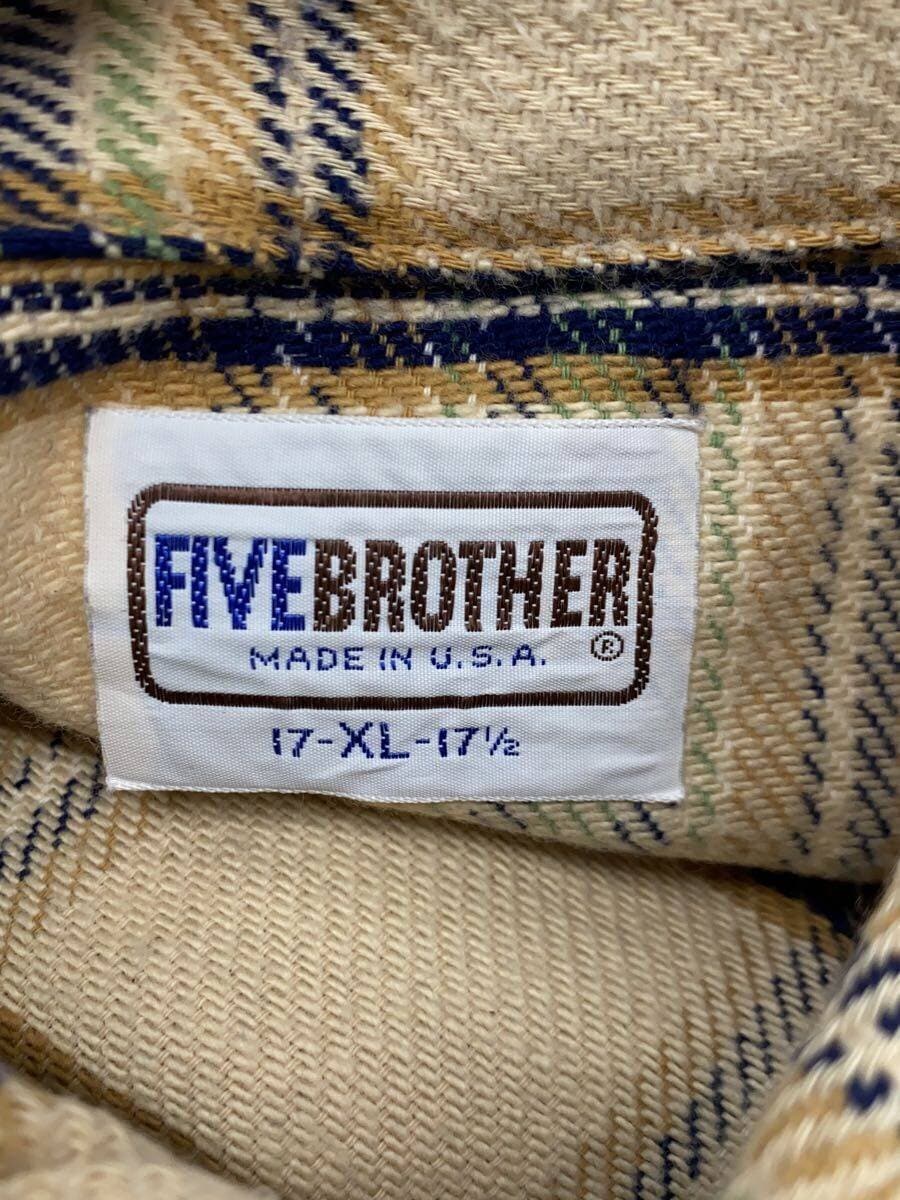 FIVEBROTHER
MADE IN U.S.A. ®
17-XL-17½